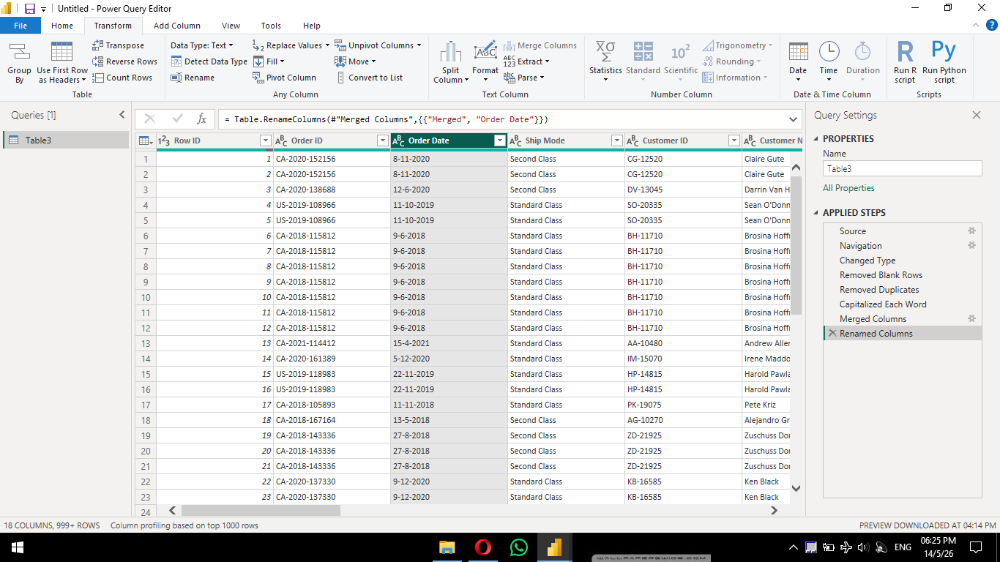 Untitled - Power Query Editor
File Home Transform Add Column View Tools Help
Group By
Use First Row as Headers
Transpose
Reverse Rows
Count Rows
Table
Data Type: Text
Detect Data Type
Rename
Replace Values
Fill
Pivot Column
Unpivot Columns
Move
Convert to List
Any Column
Split Column
Format
Merge Columns
Extract
Parse
Text Column
Statistics
Standard
Scientific
Trigonometry
Rounding
Information
Number Column
Date
Time
Duration
Date & Time Column
Run R script
Run Python script
Scripts
Queries [1]
Table3
= Table.RenameColumns(#"Merged Columns",{{"Merged", "Order Date"}})
Row ID Order ID Order Date Ship Mode Customer ID Customer N
1 1 CA-2020-152156 8-11-2020 Second Class CG-12520 Claire Gute
2 2 CA-2020-152156 8-11-2020 Second Class CG-12520 Claire Gute
3 3 CA-2020-138688 12-6-2020 Second Class DV-13045 Darrin Van H
4 4 US-2019-108966 11-10-2019 Standard Class SO-20335 Sean O'Donn
5 5 US-2019-108966 11-10-2019 Standard Class SO-20335 Sean O'Donn
6 6 CA-2018-115812 9-6-2018 Standard Class BH-11710 Brosina Hoff
7 7 CA-2018-115812 9-6-2018 Standard Class BH-11710 Brosina Hoff
8 8 CA-2018-115812 9-6-2018 Standard Class BH-11710 Brosina Hoff
9 9 CA-2018-115812 9-6-2018 Standard Class BH-11710 Brosina Hoff
10 10 CA-2018-115812 9-6-2018 Standard Class BH-11710 Brosina Hoff
11 11 CA-2018-115812 9-6-2018 Standard Class BH-11710 Brosina Hoff
12 12 CA-2018-115812 9-6-2018 Standard Class BH-11710 Brosina Hoff
13 13 CA-2021-114412 15-4-2021 Standard Class AA-10480 Andrew Aller
14 14 CA-2020-161389 5-12-2020 Standard Class IM-15070 Irene Maddo
15 15 US-2019-118983 22-11-2019 Standard Class HP-14815 Harold Pawla
16 16 US-2019-118983 22-11-2019 Standard Class HP-14815 Harold Pawla
17 17 CA-2018-105893 11-11-2018 Standard Class PK-19075 Pete Kriz
18 18 CA-2018-167164 13-5-2018 Second Class AG-10270 Alejandro Gr
19 19 CA-2018-143336 27-8-2018 Second Class ZD-21925 Zuschuss Do
20 20 CA-2018-143336 27-8-2018 Second Class ZD-21925 Zuschuss Do
21 21 CA-2018-143336 27-8-2018 Second Class ZD-21925 Zuschuss Do
22 22 CA-2020-137330 9-12-2020 Standard Class KB-16585 Ken Black
23 23 CA-2020-137330 9-12-2020 Standard Class KB-16585 Ken Black
24
Query Settings
PROPERTIES
Name
Table3
All Properties
APPLIED STEPS
Source
Navigation
Changed Type
Removed Blank Rows
Removed Duplicates
Capitalized Each Word
Merged Columns
Renamed Columns
18 COLUMNS, 999+ ROWS Column profiling based on top 1000 rows PREVIEW DOWNLOADED AT 04:14 PM
ENG
06:25 PM
14/5/26